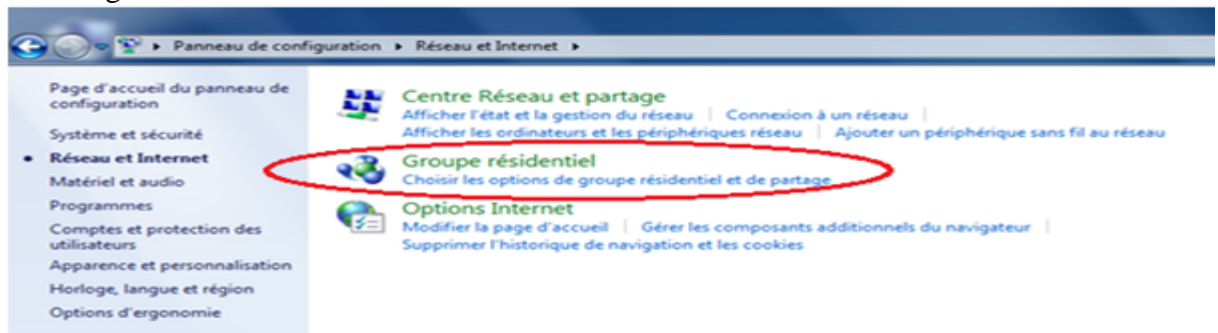 Panneau de configuration ▸ Réseau et Internet ▸
Page d'accueil du panneau de
configuration
Système et sécurité
• Réseau et Internet
Matériel et audio
Programmes
Comptes et protection des
utilisateurs
Apparence et personnalisation
Horloge, langue et région
Options d'ergonomie
Centre Réseau et partage
Afficher l'état et la gestion du réseau | Connexion à un réseau |
Afficher les ordinateurs et les périphériques réseau | Ajouter un périphérique sans fil au réseau
Groupe résidentiel
Choisir les options de groupe résidentiel et de partage
Options Internet
Modifier la page d'accueil | Gérer les composants additionnels du navigateur |
Supprimer l'historique de navigation et les cookies